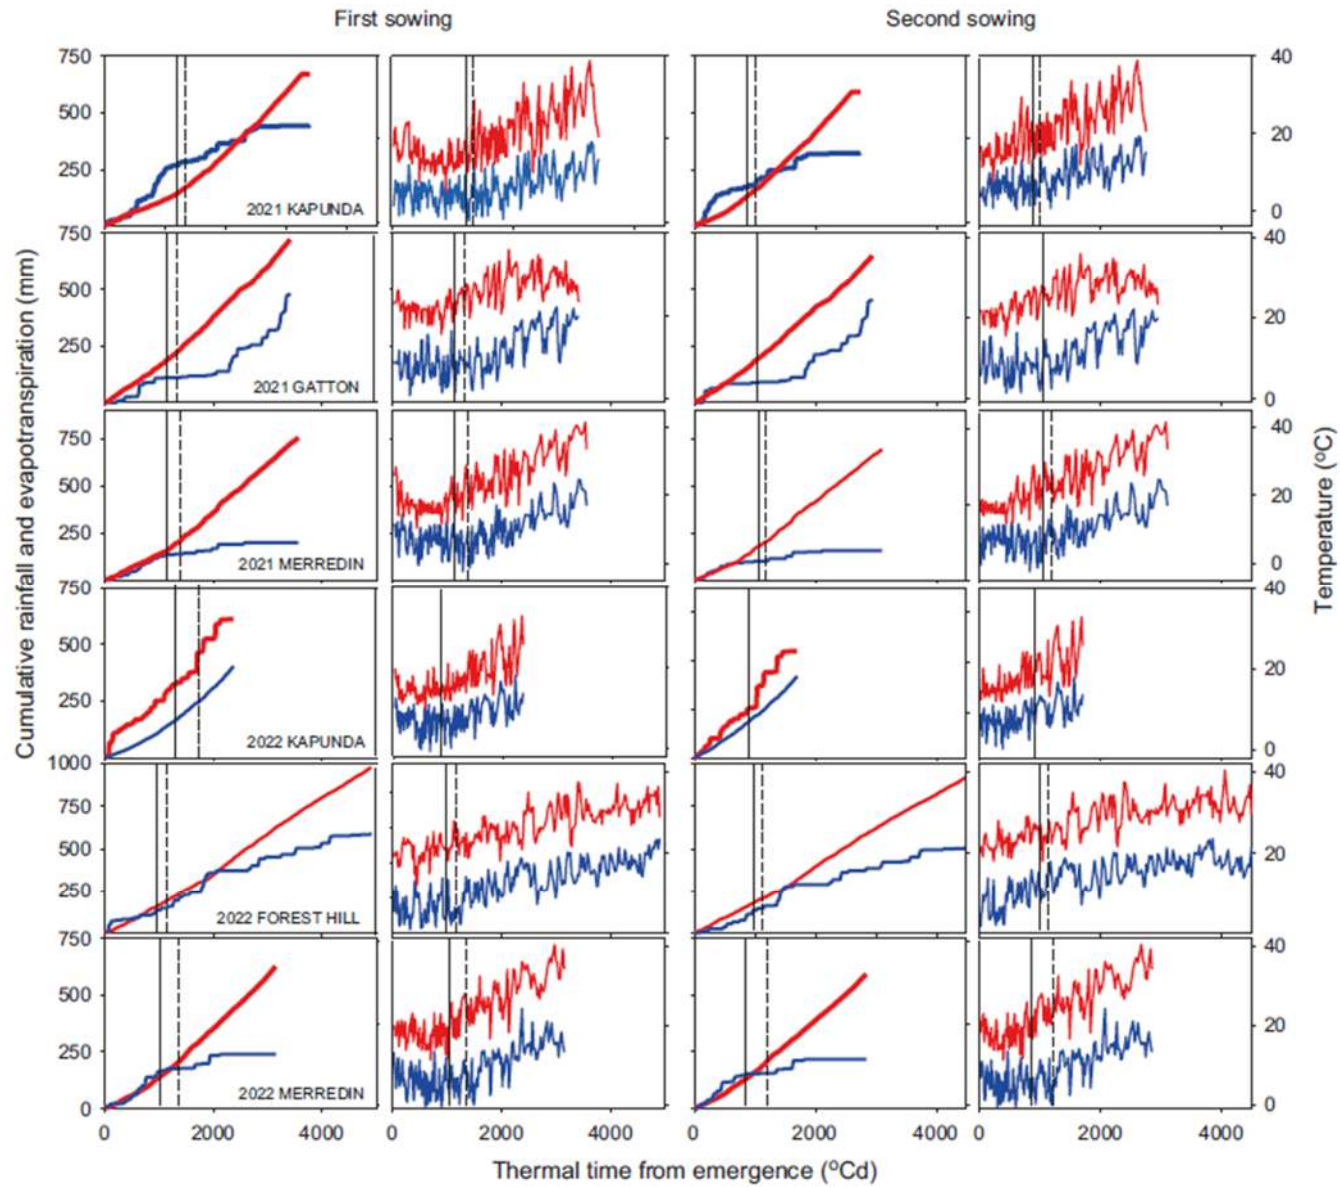 First sowing Second sowing
750 40
500
20
250
2021 KAPUNDA 0
750 40
500
20
250
2021 GATTON 0
750 40
500 20
250
2021 MERREDIN 0
750 40
500
20
250
2022 KAPUNDA 0
1000 40
750
500 20
250
2022 FOREST HILL
750 40
500
20
250
2022 MERREDIN
0 0
0 2000 4000 0 2000 4000 0 2000 4000 0 2000 4000
Thermal time from emergence (ºCd)
Cumulative rainfall and evapotranspiration (mm)
Temperature (ºC)